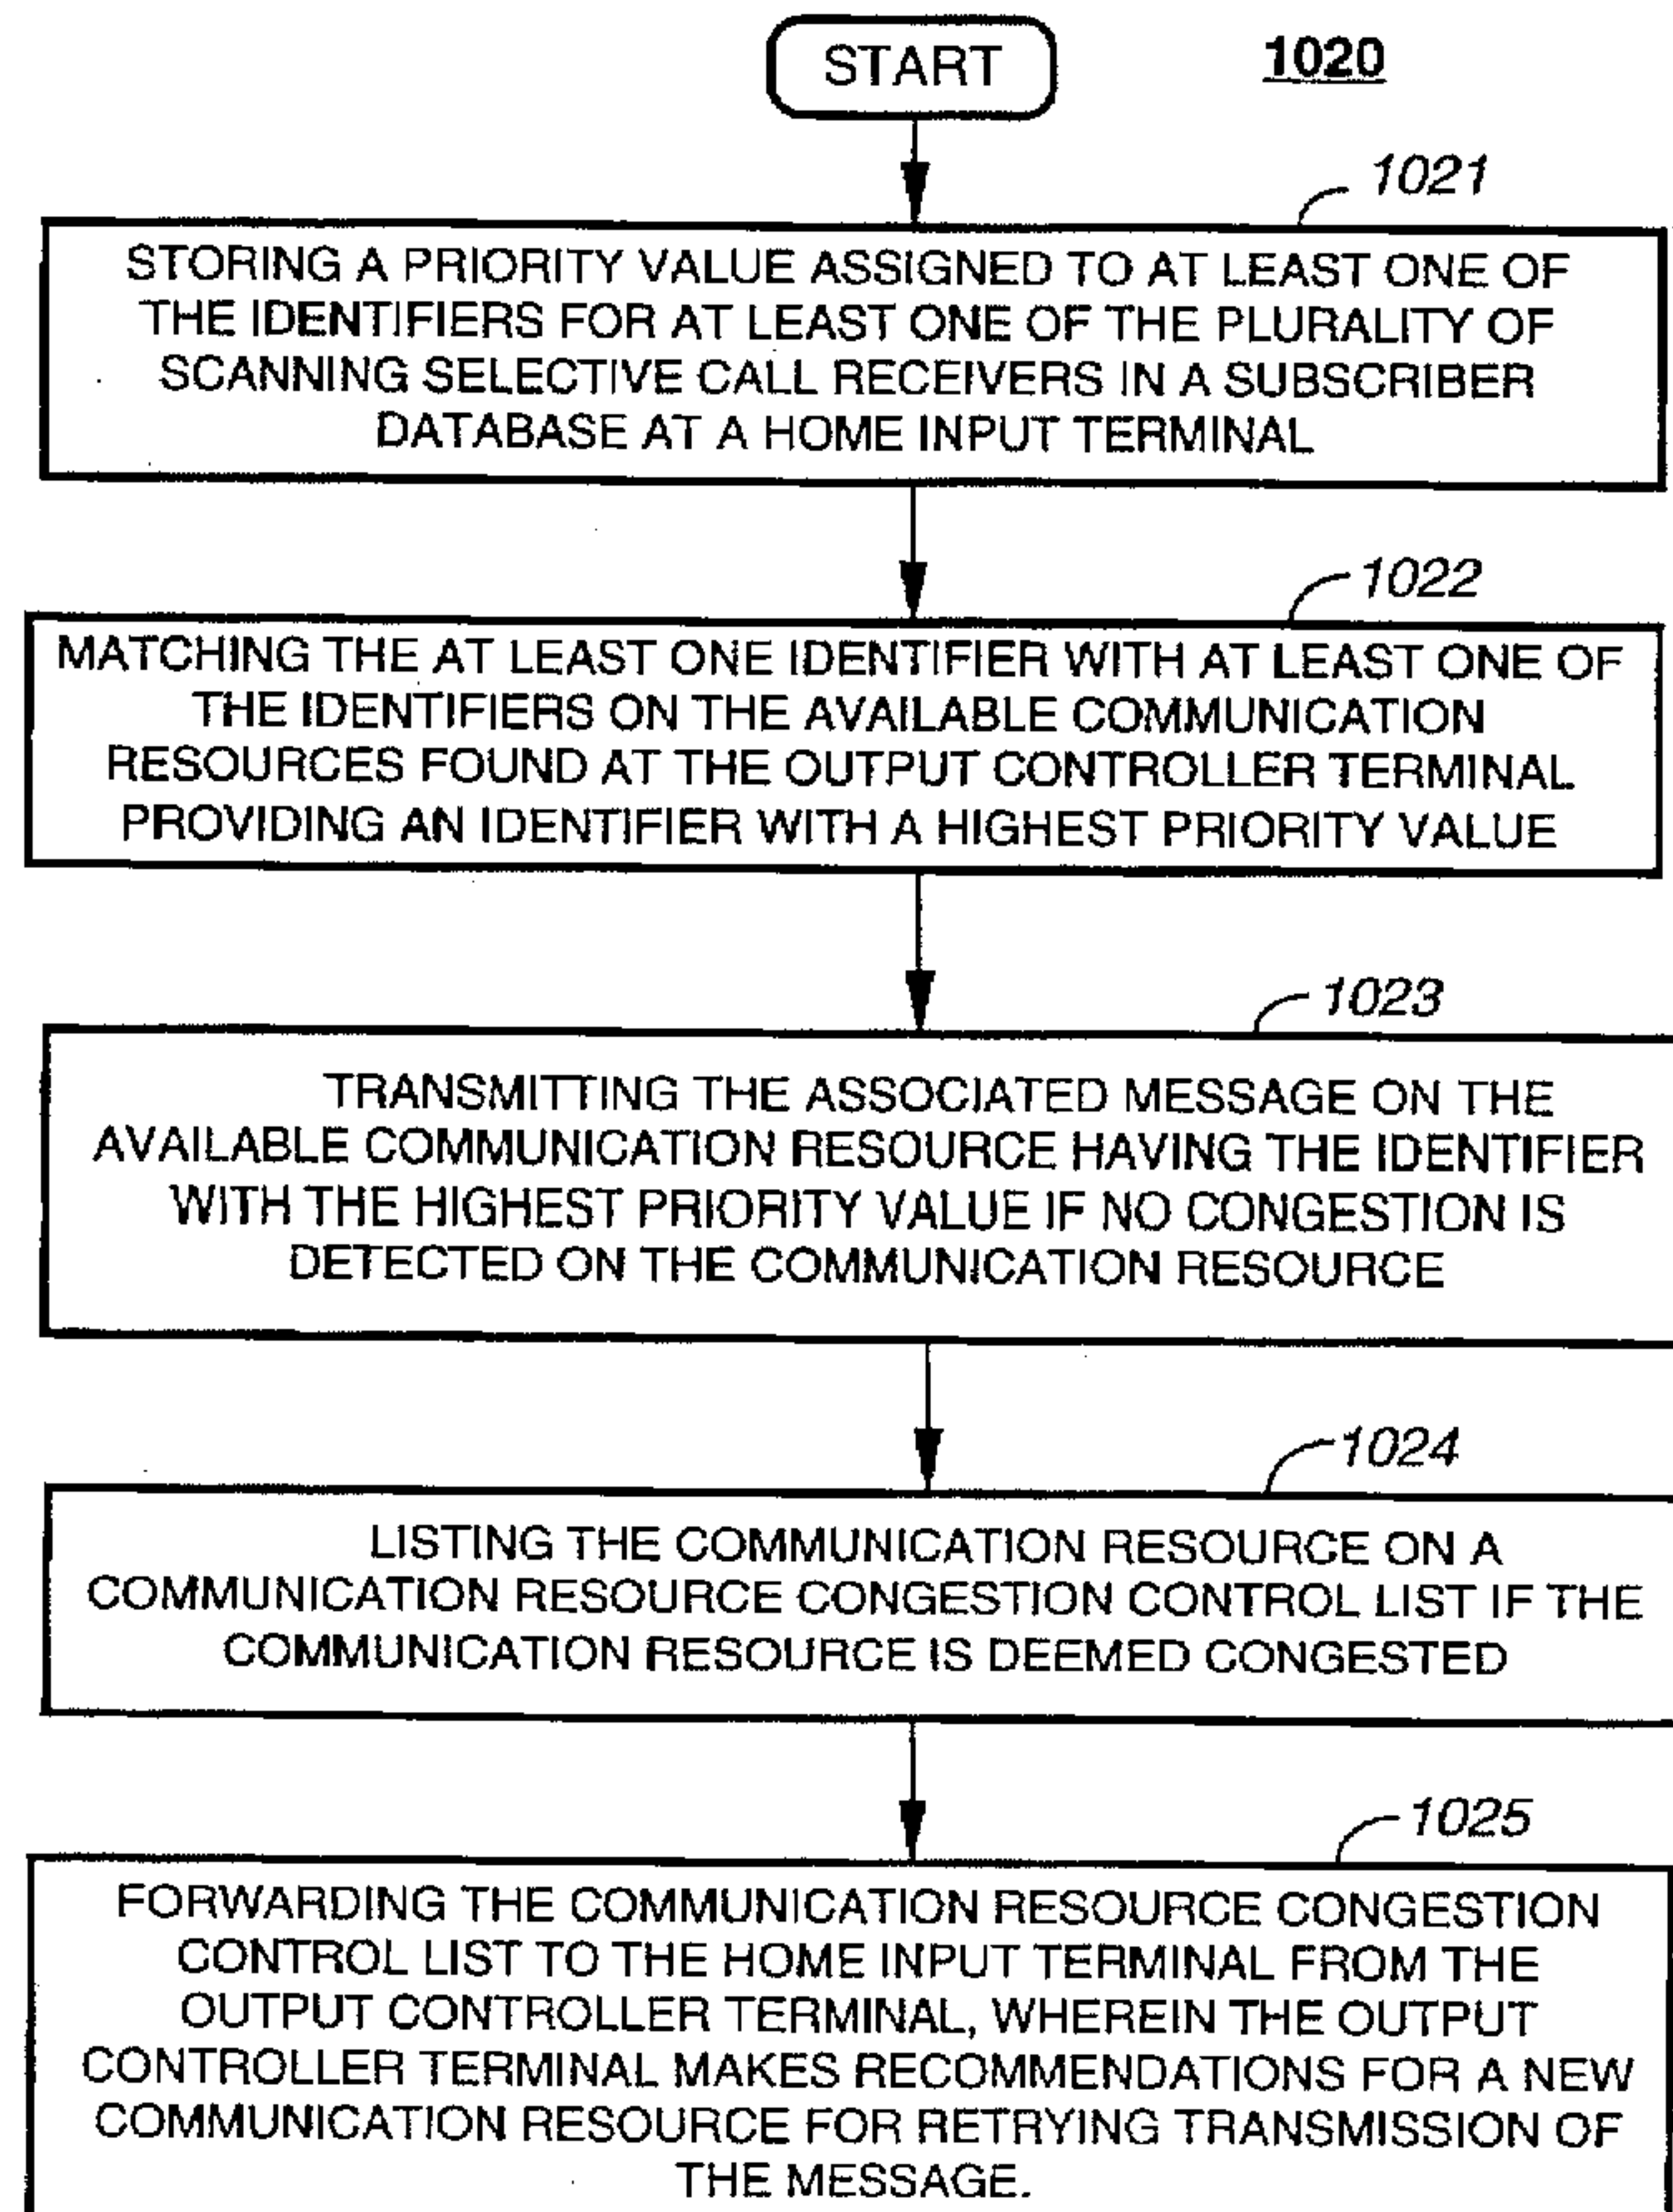 START
1020
1021
STORING A PRIORITY VALUE ASSIGNED TO AT LEAST ONE OF
THE IDENTIFIERS FOR AT LEAST ONE OF THE PLURALITY OF
SCANNING SELECTIVE CALL RECEIVERS IN A SUBSCRIBER
DATABASE AT A HOME INPUT TERMINAL
1022
MATCHING THE AT LEAST ONE IDENTIFIER WITH AT LEAST ONE OF
THE IDENTIFIERS ON THE AVAILABLE COMMUNICATION
RESOURCES FOUND AT THE OUTPUT CONTROLLER TERMINAL
PROVIDING AN IDENTIFIER WITH A HIGHEST PRIORITY VALUE
1023
TRANSMITTING THE ASSOCIATED MESSAGE ON THE
AVAILABLE COMMUNICATION RESOURCE HAVING THE IDENTIFIER
WITH THE HIGHEST PRIORITY VALUE IF NO CONGESTION IS
DETECTED ON THE COMMUNICATION RESOURCE
1024
LISTING THE COMMUNICATION RESOURCE ON A
COMMUNICATION RESOURCE CONGESTION CONTROL LIST IF THE
COMMUNICATION RESOURCE IS DEEMED CONGESTED
1025
FORWARDING THE COMMUNICATION RESOURCE CONGESTION
CONTROL LIST TO THE HOME INPUT TERMINAL FROM THE
OUTPUT CONTROLLER TERMINAL, WHEREIN THE OUTPUT
CONTROLLER TERMINAL MAKES RECOMMENDATIONS FOR A NEW
COMMUNICATION RESOURCE FOR RETRYING TRANSMISSION OF
THE MESSAGE.